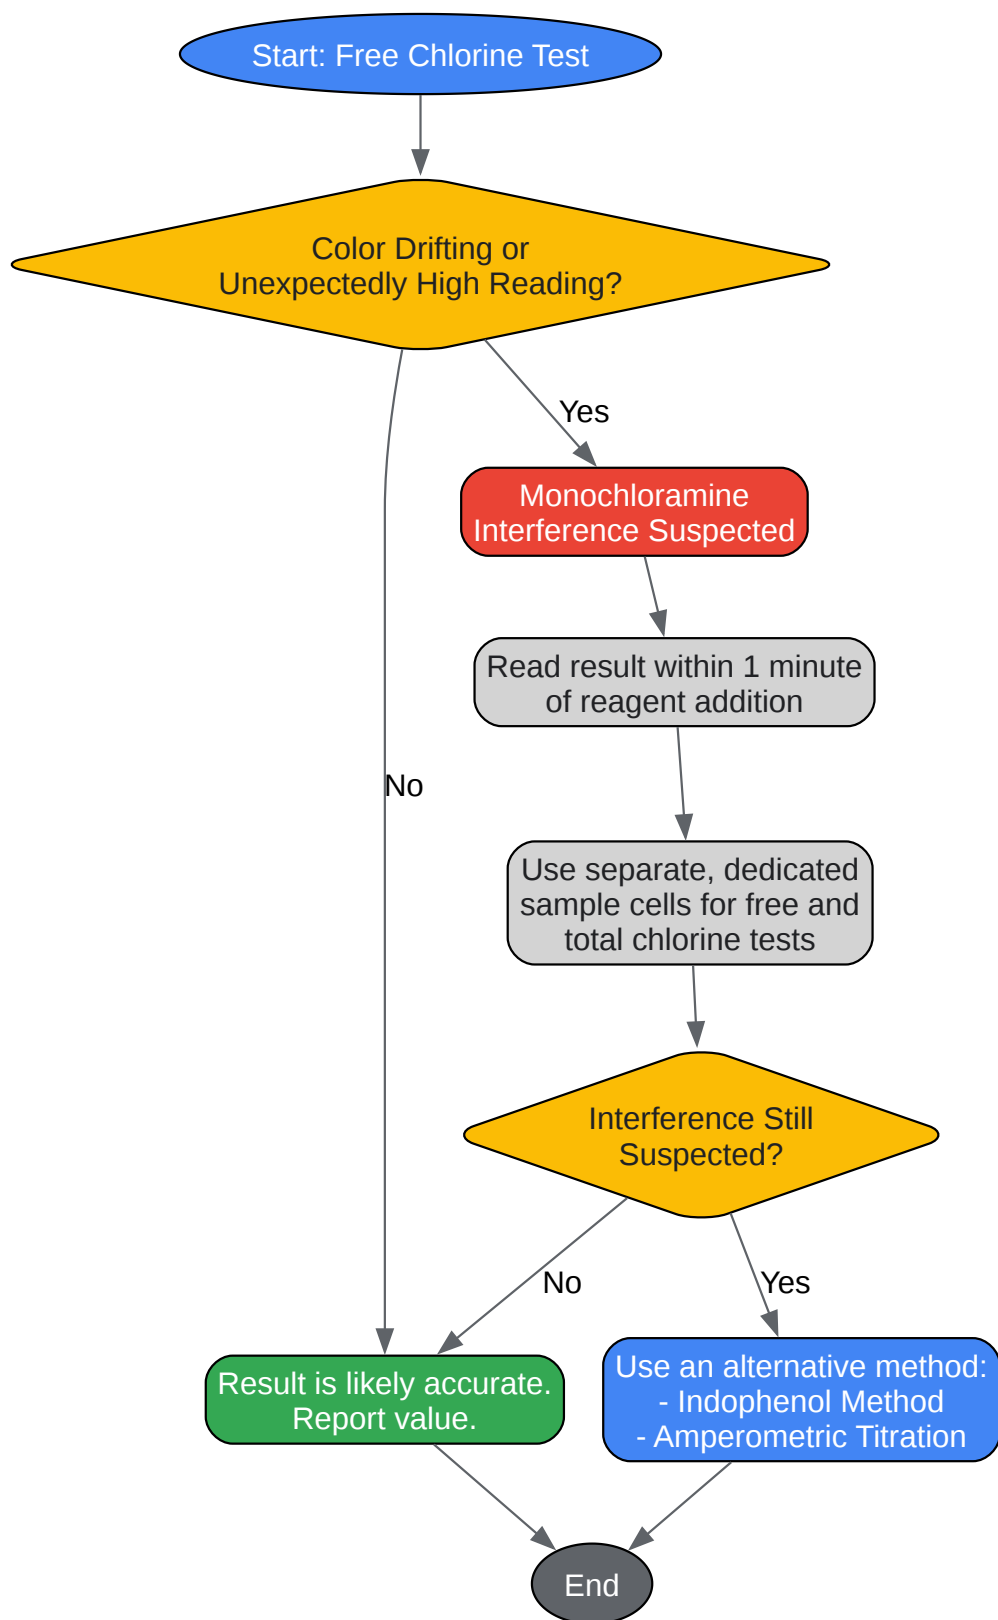 Start: Free Chlorine Test
Color Drifting or
Unexpectedly High Reading?
Yes
Monochloramine
Interference Suspected
Read result within 1 minute
of reagent addition
No
Use separate, dedicated
sample cells for free and
total chlorine tests
Interference Still
Suspected?
No
Yes
Result is likely accurate.
Report value.
Use an alternative method:
- Indophenol Method
- Amperometric Titration
End